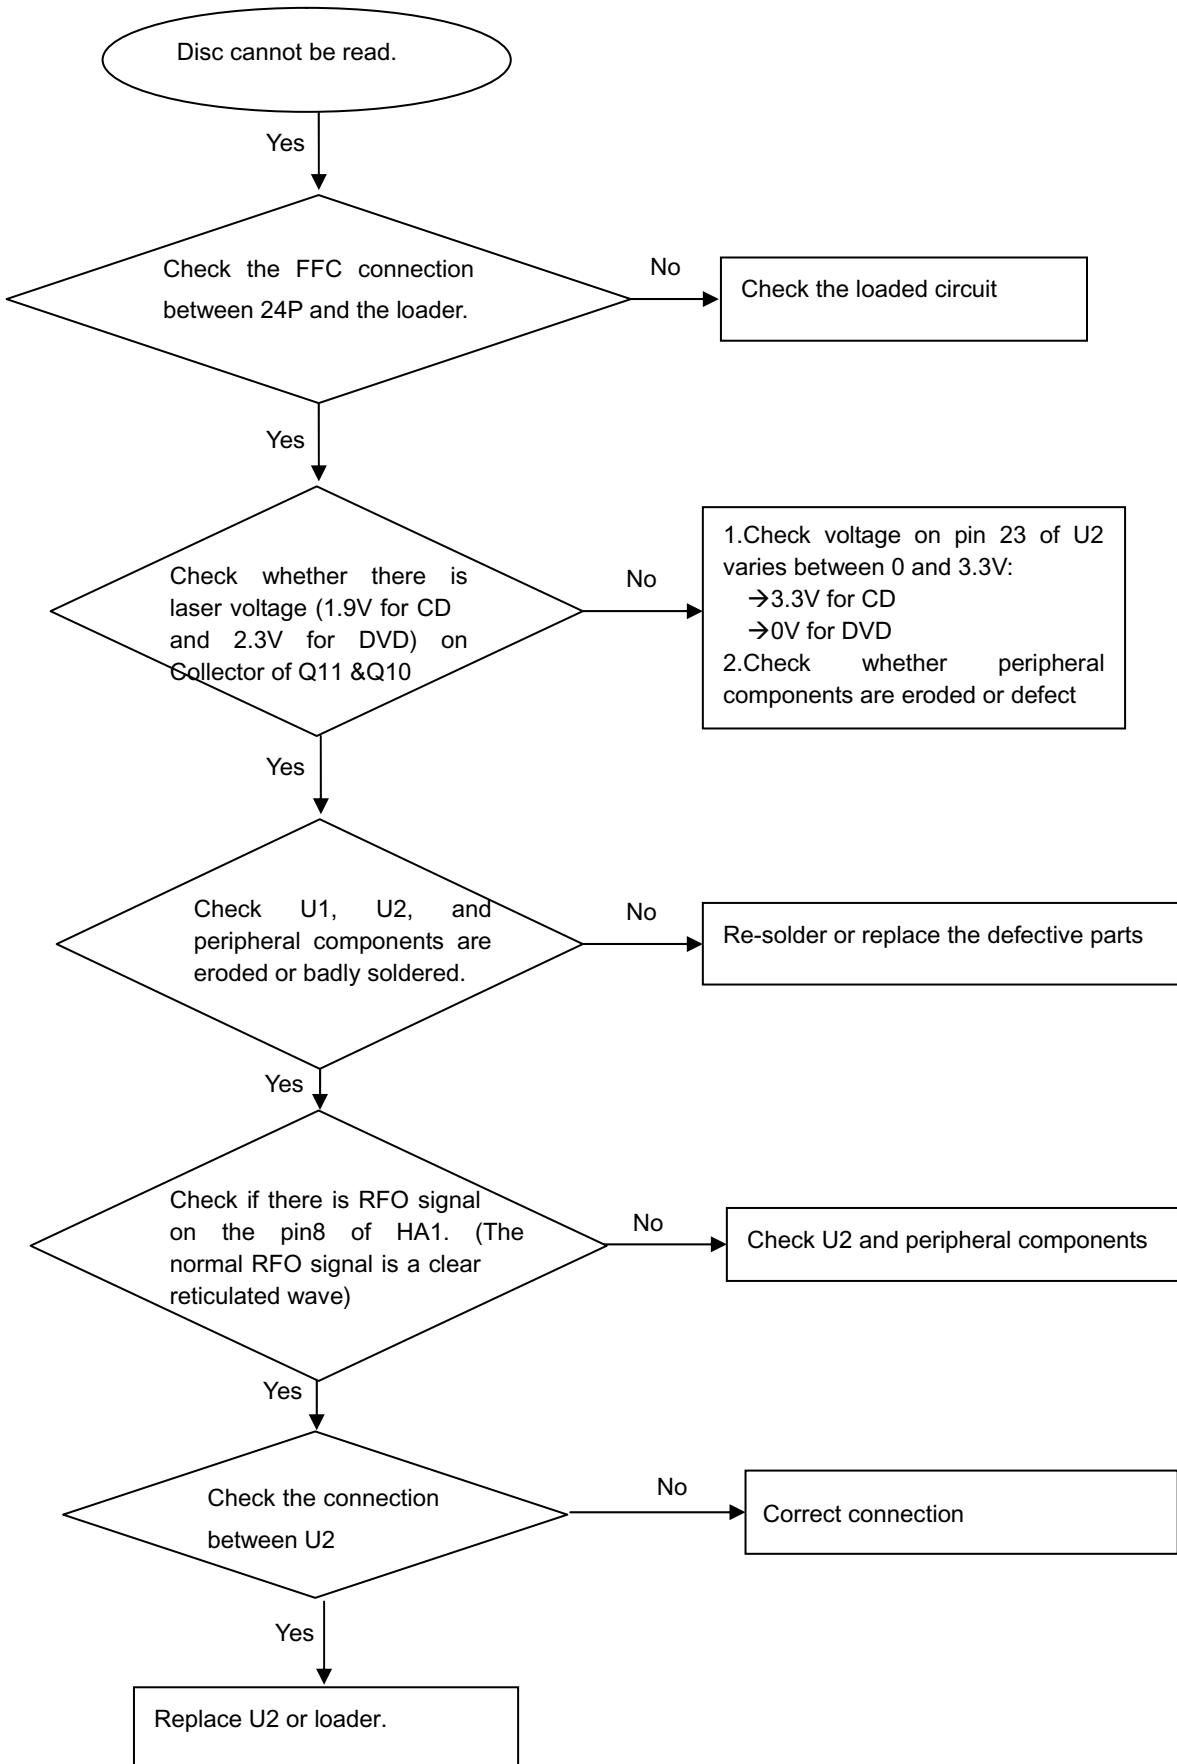 Disc cannot be read.
Yes
Check the FFC connection
between 24P and the loader.
No
Check the loaded circuit
Yes
Check whether there is
laser voltage (1.9V for CD
and 2.3V for DVD) on
Collector of Q11 &Q10
No
1.Check voltage on pin 23 of U2
varies between 0 and 3.3V:
→3.3V for CD
→0V for DVD
2.Check whether peripheral
components are eroded or defect
Yes
Check U1, U2, and
peripheral components are
eroded or badly soldered.
No
Re-solder or replace the defective parts
Yes
Check if there is RFO signal
on the pin8 of HA1. (The
normal RFO signal is a clear
reticulated wave)
No
Check U2 and peripheral components
Yes
Check the connection
between U2
No
Correct connection
Yes
Replace U2 or loader.